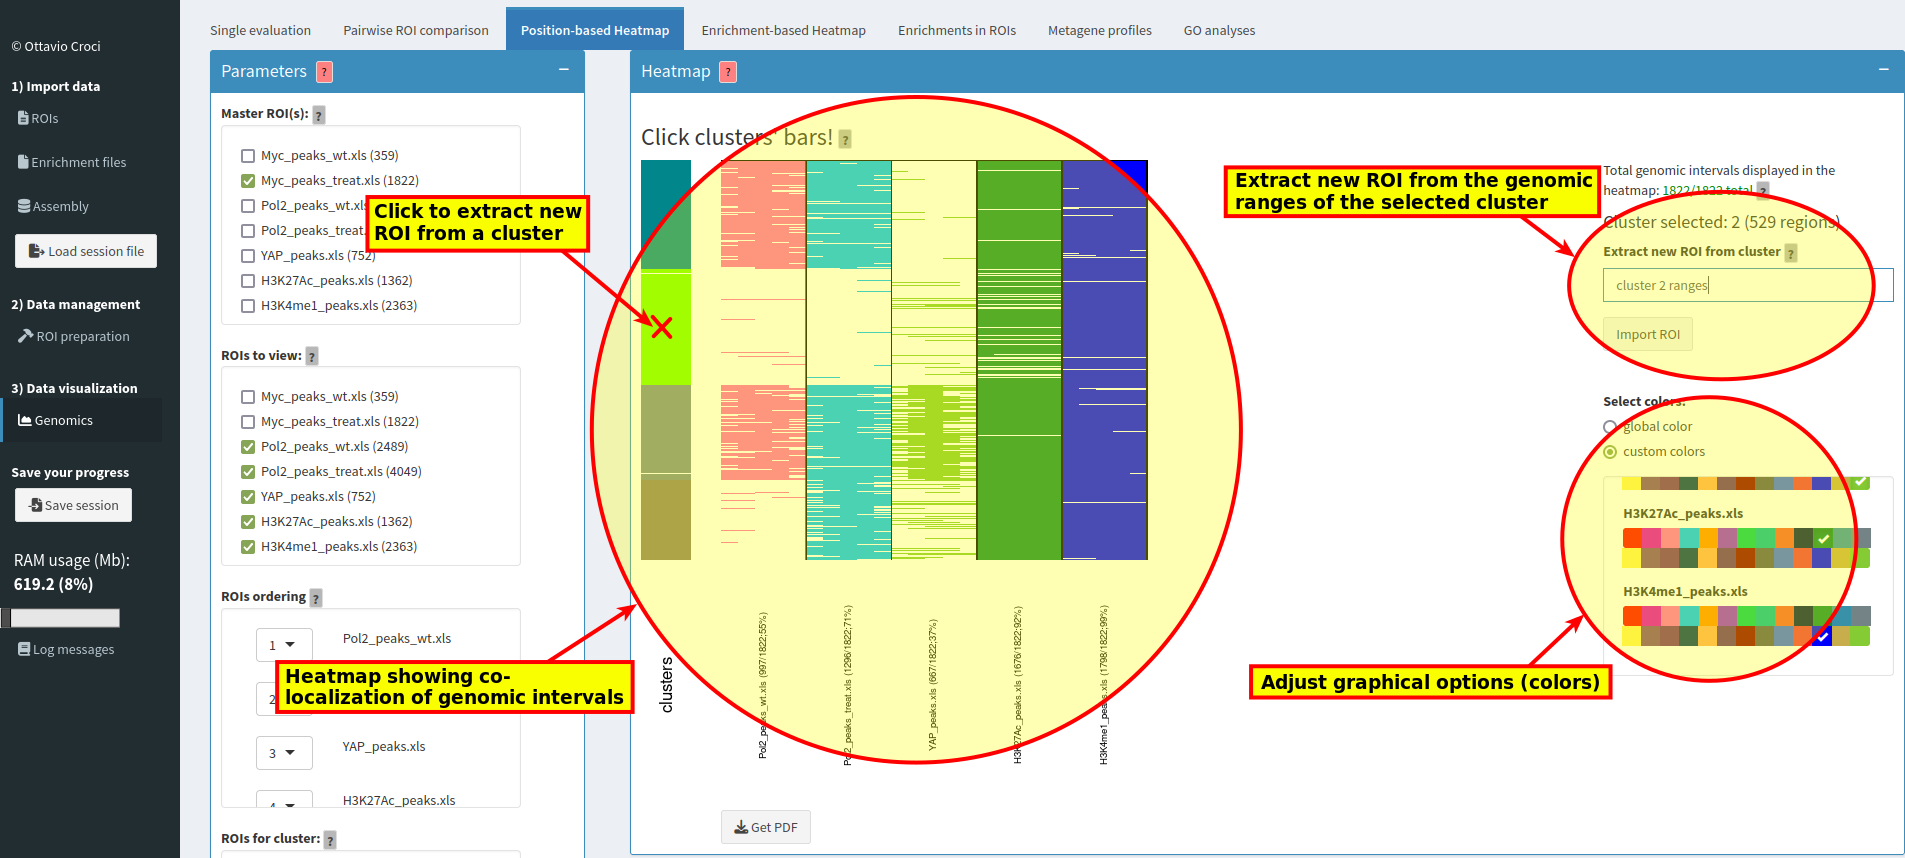 © Ottavio Croci
1) Import data
ROIs
Enrichment files
Assembly
Load session file
2) Data management
ROI preparation
3) Data visualization
Genomics
Save your progress
Save session
RAM usage (Mb):
619.2 (8%)
Log messages
Single evaluation
Pairwise ROI comparison
Position-based Heatmap
Enrichment-based Heatmap
Enrichments in ROIs
Metagene profiles
GO analyses
Parameters ?
Master ROI(s): ?
Myc_peaks_wt.xls (359)
Myc_peaks_treat.xls (1822)
Pol2_peaks_wt.xls
Pol2_peaks_treat.
YAP_peaks.xls (752)
H3K27Ac_peaks.xls (1362)
H3K4me1_peaks.xls (2363)
Click to extract new
ROI from a cluster
ROIs to view: ?
Myc_peaks_wt.xls (359)
Myc_peaks_treat.xls (1822)
Pol2_peaks_wt.xls (2489)
Pol2_peaks_treat.xls (4049)
YAP_peaks.xls (752)
H3K27Ac_peaks.xls (1362)
H3K4me1_peaks.xls (2363)
ROIs ordering ?
1 Pol2_peaks_wt.xls
2
3 YAP_peaks.xls
4 H3K27Ac_peaks.xls
Heatmap showing co-
localization of genomic intervals
ROIs for cluster: ?
Heatmap ?
Click clusters' bars! ?
clusters
Pol2_peaks_wt.xls (997/1822;55%)
Pol2_peaks_treat.xls (1296/1822;71%)
YAP_peaks.xls (667/1822;37%)
H3K27Ac_peaks.xls (1676/1822;92%)
H3K4me1_peaks.xls (1798/1822;99%)
Get PDF
Extract new ROI from the genomic
ranges of the selected cluster
Total genomic intervals displayed in the
heatmap: 1822/1822 total ?
Cluster selected: 2 (529 regions)
Extract new ROI from cluster ?
cluster 2 ranges
Import ROI
Select colors:
global color
custom colors
H3K27Ac_peaks.xls
H3K4me1_peaks.xls
Adjust graphical options (colors)